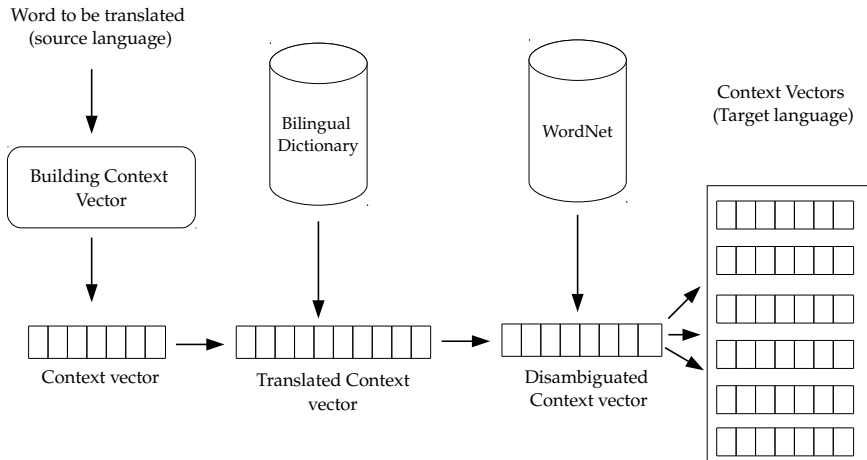 Word to be translated
(source language)
Building Context
Vector
Context vector
Bilingual
Dictionary
Translated Context
vector
WordNet
Disambiguated
Context vector
Context Vectors
(Target language)